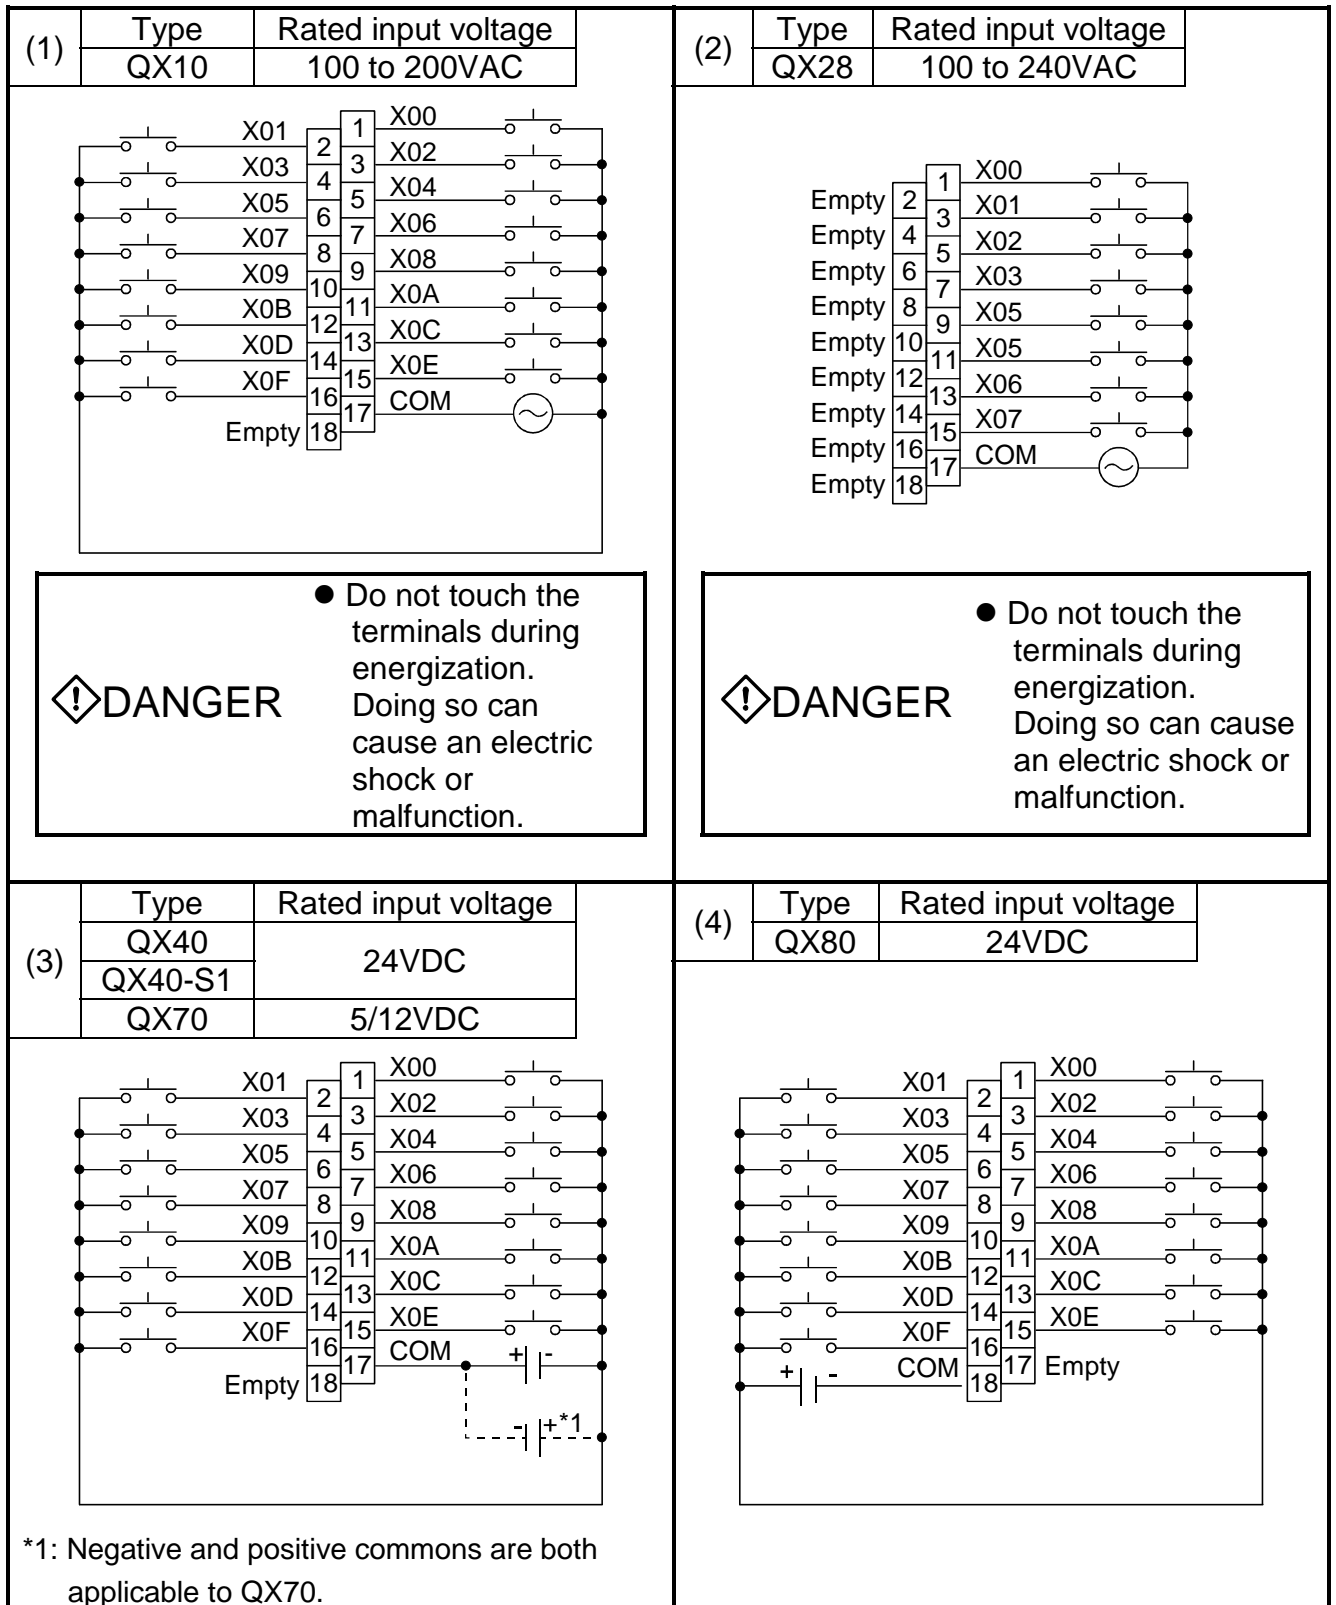 (1)
Type Rated input voltage
QX10 100 to 200VAC
X00
X01 1
2 X02
X03 3
4 X04
X05 5
6 X06
X07 7
8 X08
X09 9
10 X0A
X0B 11
12 X0C
X0D 13
14 X0E
X0F 15
16 COM
17
Empty 18
DANGER
● Do not touch the
terminals during
energization.
Doing so can
cause an electric
shock or
malfunction.
(2)
Type Rated input voltage
QX28 100 to 240VAC
1 X00
Empty 2
3 X01
Empty 4
5 X02
Empty 6
7 X03
Empty 8
9 X05
Empty 10
11 X05
Empty 12
13 X06
Empty 14
15 X07
Empty 16
17 COM
Empty 18
DANGER
● Do not touch the
terminals during
energization.
Doing so can cause
an electric shock or
malfunction.
(3)
Type Rated input voltage
QX40
24VDC
QX40-S1
QX70 5/12VDC
X00
X01 1
2 X02
X03 3
4 X04
X05 5
6 X06
X07 7
8 X08
X09 9
10 X0A
X0B 11
12 X0C
X0D 13
14 X0E
X0F 15
16 COM + -
17
Empty 18
- +*1
*1: Negative and positive commons are both
applicable to QX70.
(4)
Type Rated input voltage
QX80 24VDC
X00
X01 1
2 X02
X03 3
4 X04
X05 5
6 X06
X07 7
8 X08
X09 9
10 X0A
X0B 11
12 X0C
X0D 13
14 X0E
X0F 15
16
+ - COM 17 Empty
18